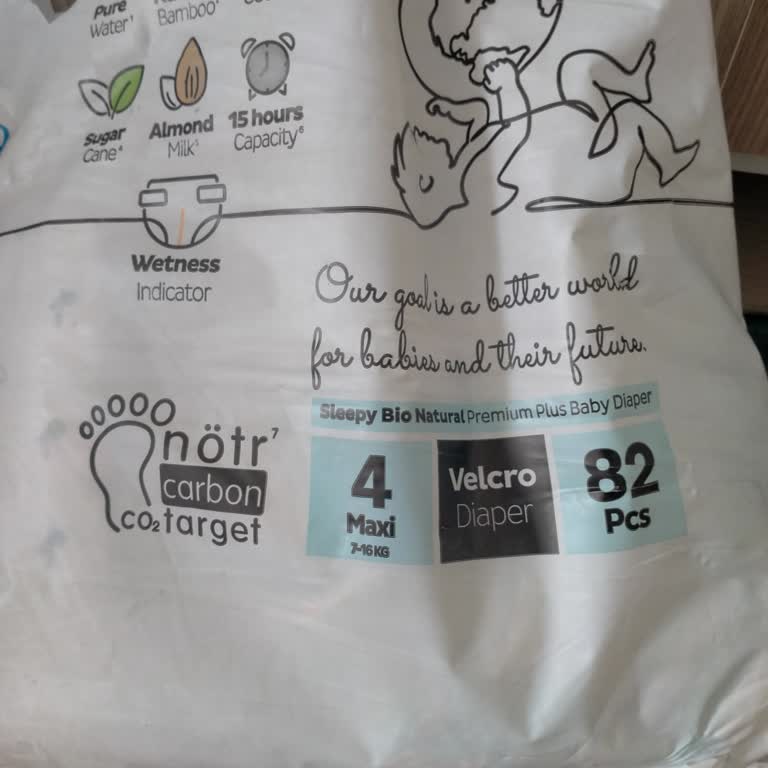 Pure
Water¹
Bamboo¹
Sugar
Cane⁴
Almond
Milk⁵
15 hours
Capacity⁶
Wetness
Indicator
Our goal is a better world
for babies and their future.
Sleepy Bio Natural Premium Plus Baby Diaper
nötr⁷
carbon
CO₂ target
4
Maxi
7-16 KG
Velcro
Diaper
82
Pcs